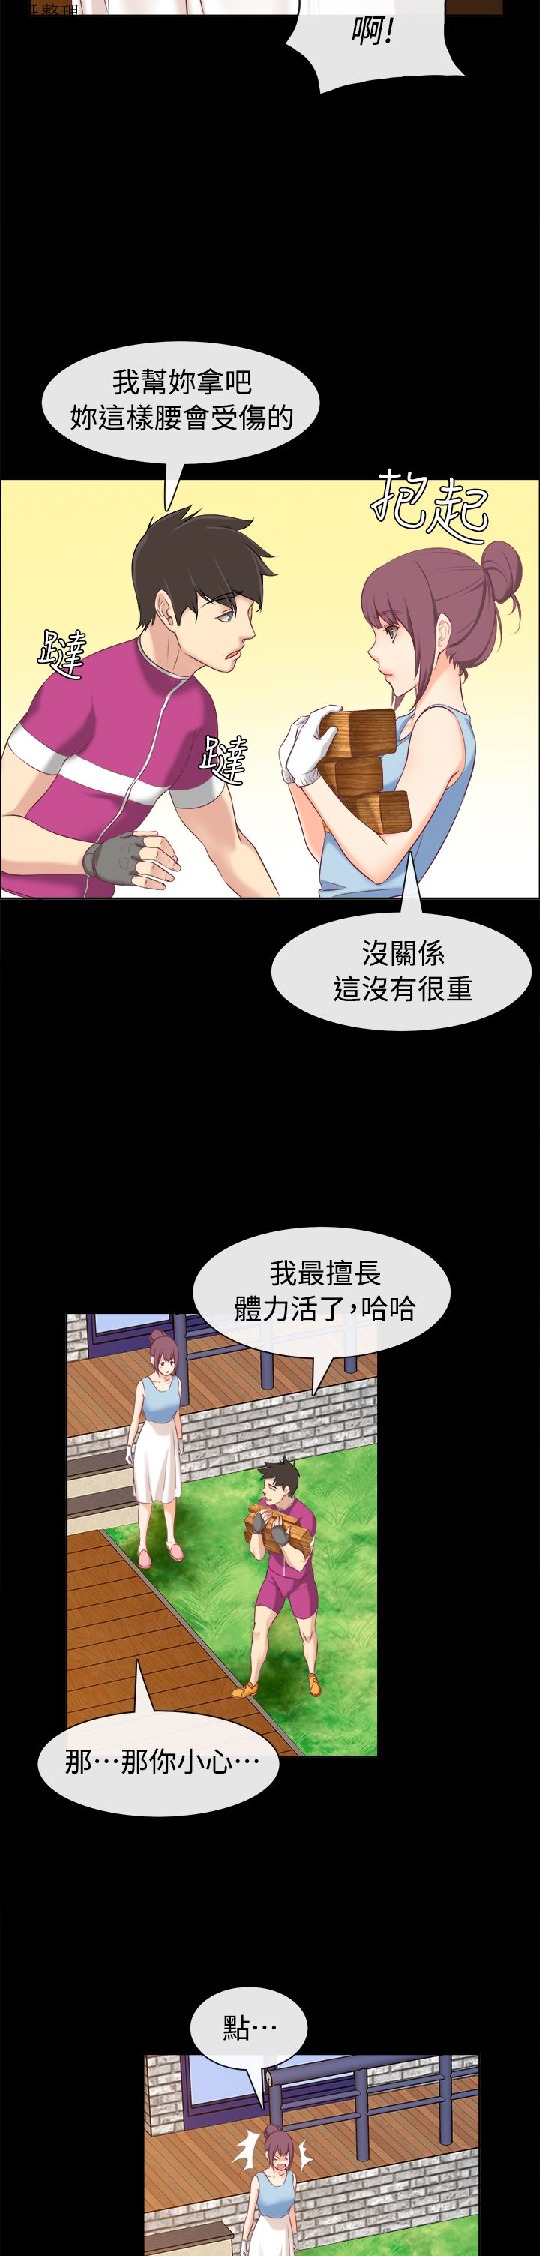 整理
啊!
我幫妳拿吧
妳這樣腰會受傷的
抱起
躂
躂
沒關係
這沒有很重
我最擅長
體力活了,哈哈
那…那你小心…
點…